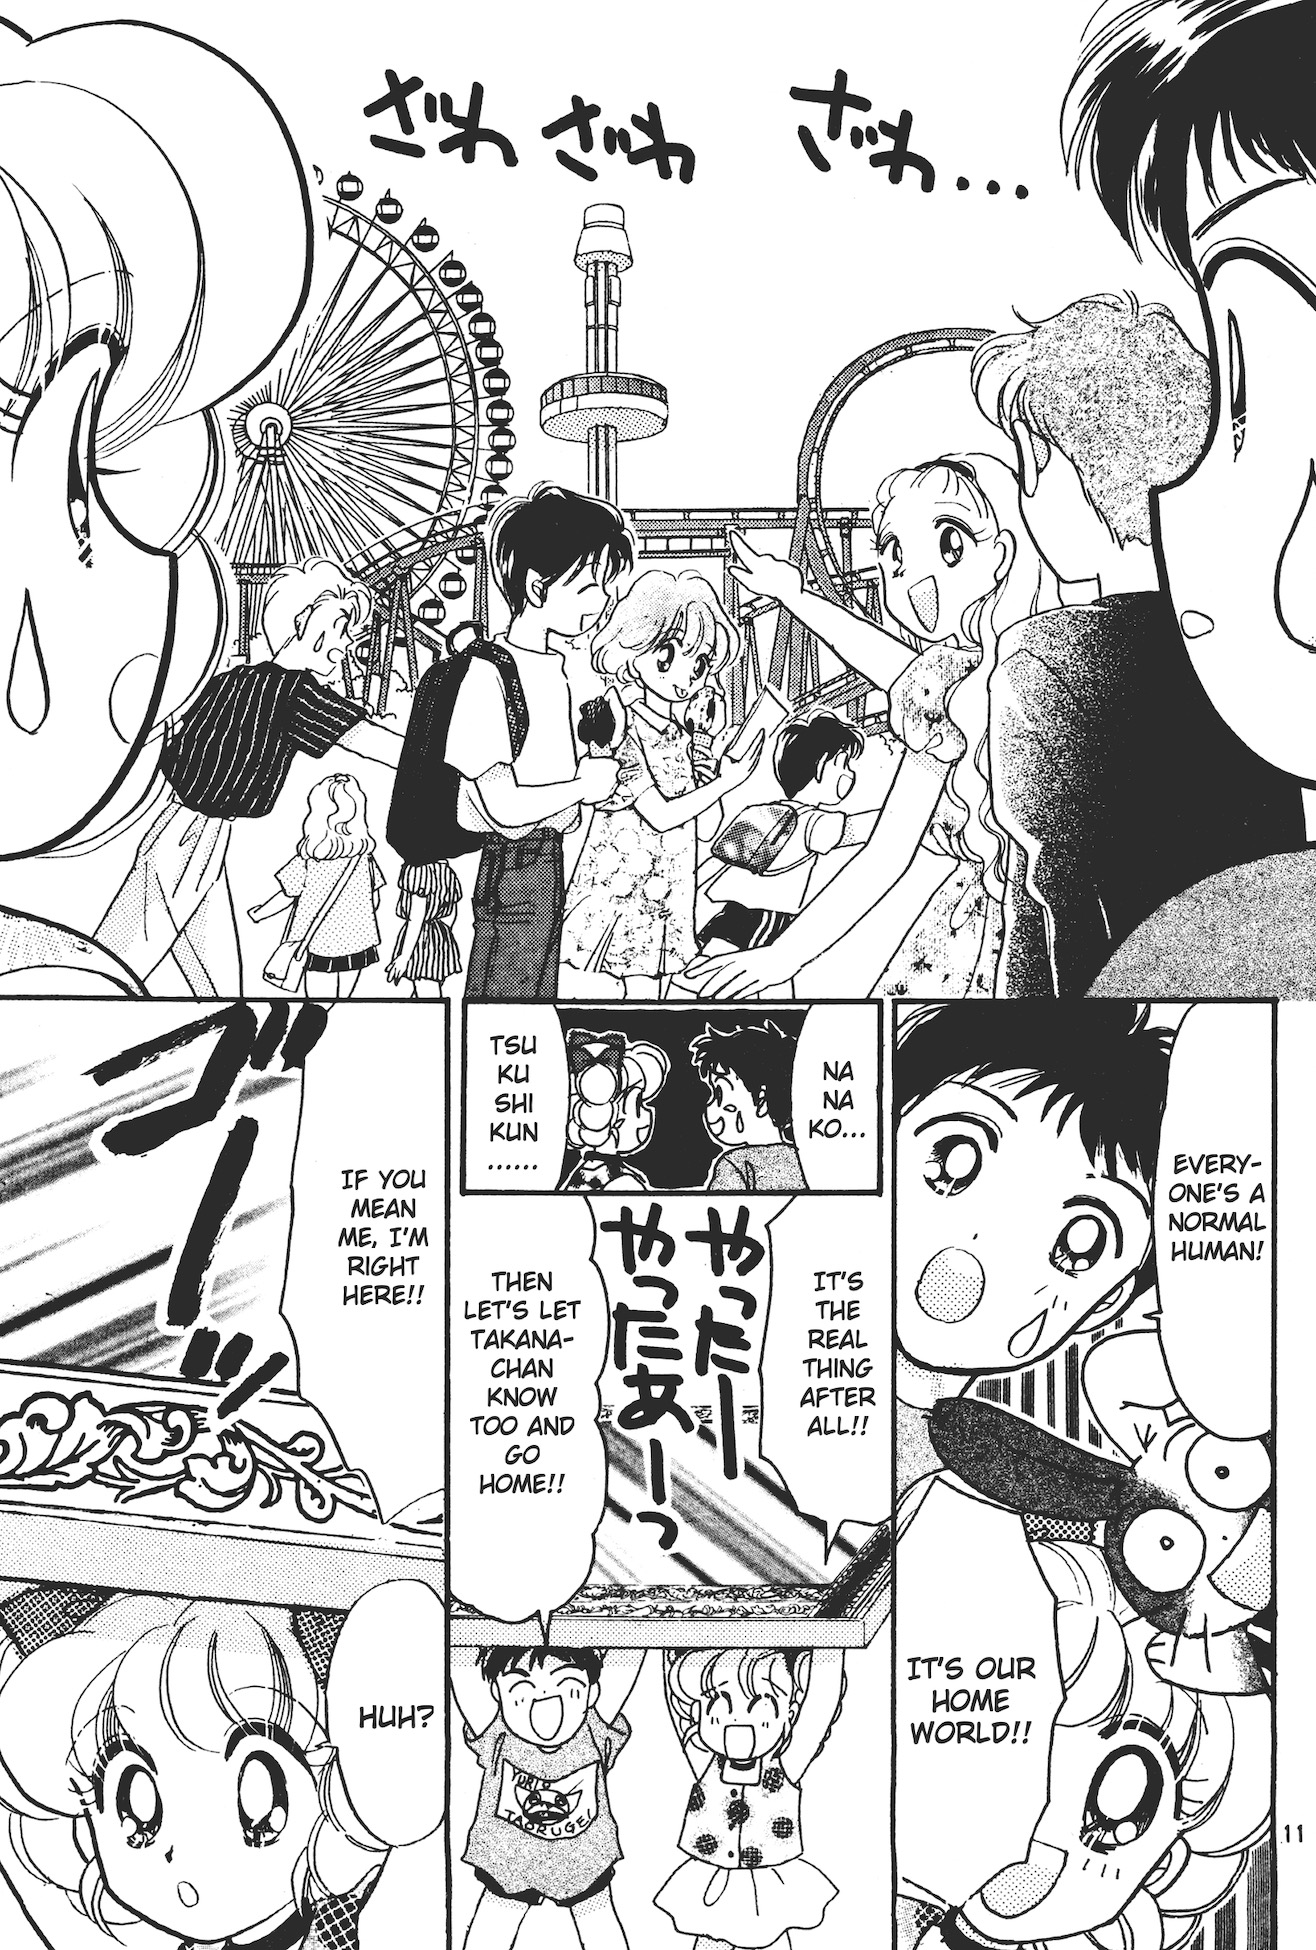 ざわざわ ざわ...
EVERY-
ONE'S A
NORMAL
HUMAN!
IT'S OUR
HOME
WORLD!!
NA
NA
KO...
TSU
KU
SHI
KUN
......
IT'S
THE
REAL
THING
AFTER
ALL!!
やったー
やったあーっ
THEN
LET'S LET
TAKANA-
CHAN
KNOW
TOO AND
GO
HOME!!
TAORUGE!
IF YOU
MEAN
ME, I'M
RIGHT
HERE!!
ブーッ
HUH?
11